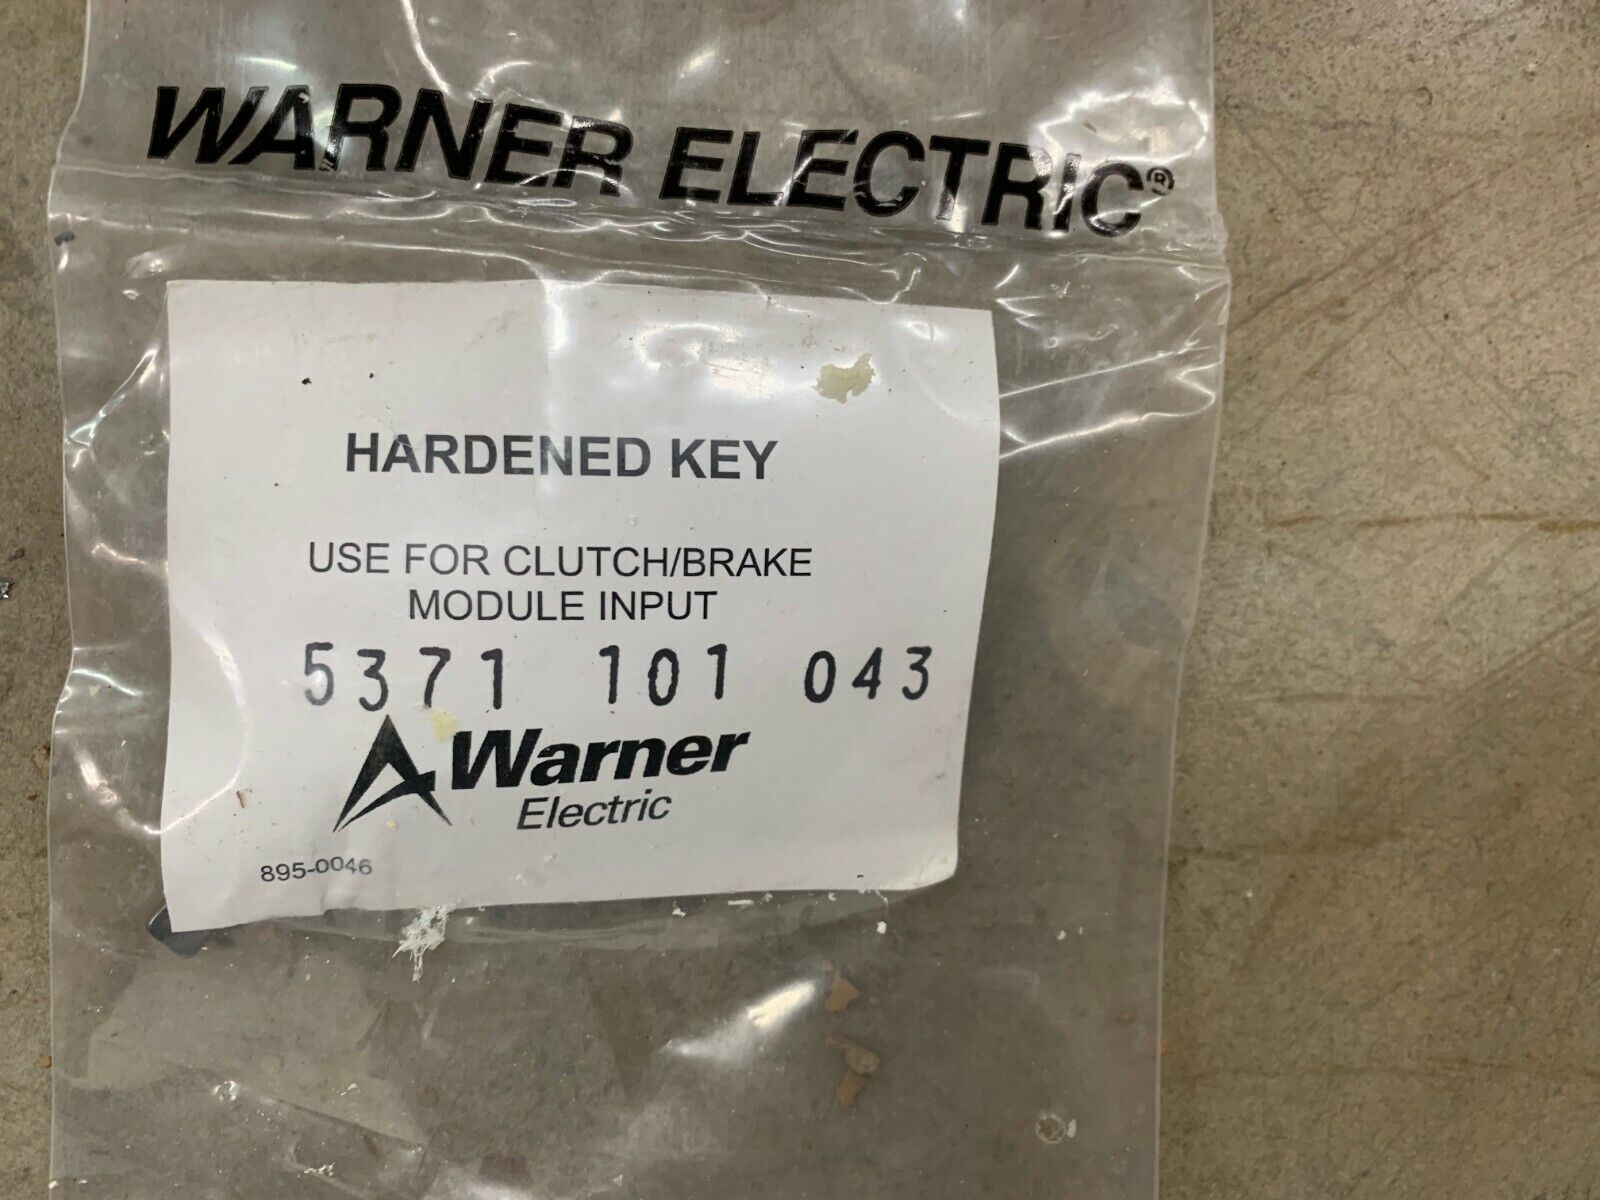 WARNER ELECTRIC®
HARDENED KEY
USE FOR CLUTCH/BRAKE
MODULE INPUT
5371 101 043
Warner
Electric
895-0046